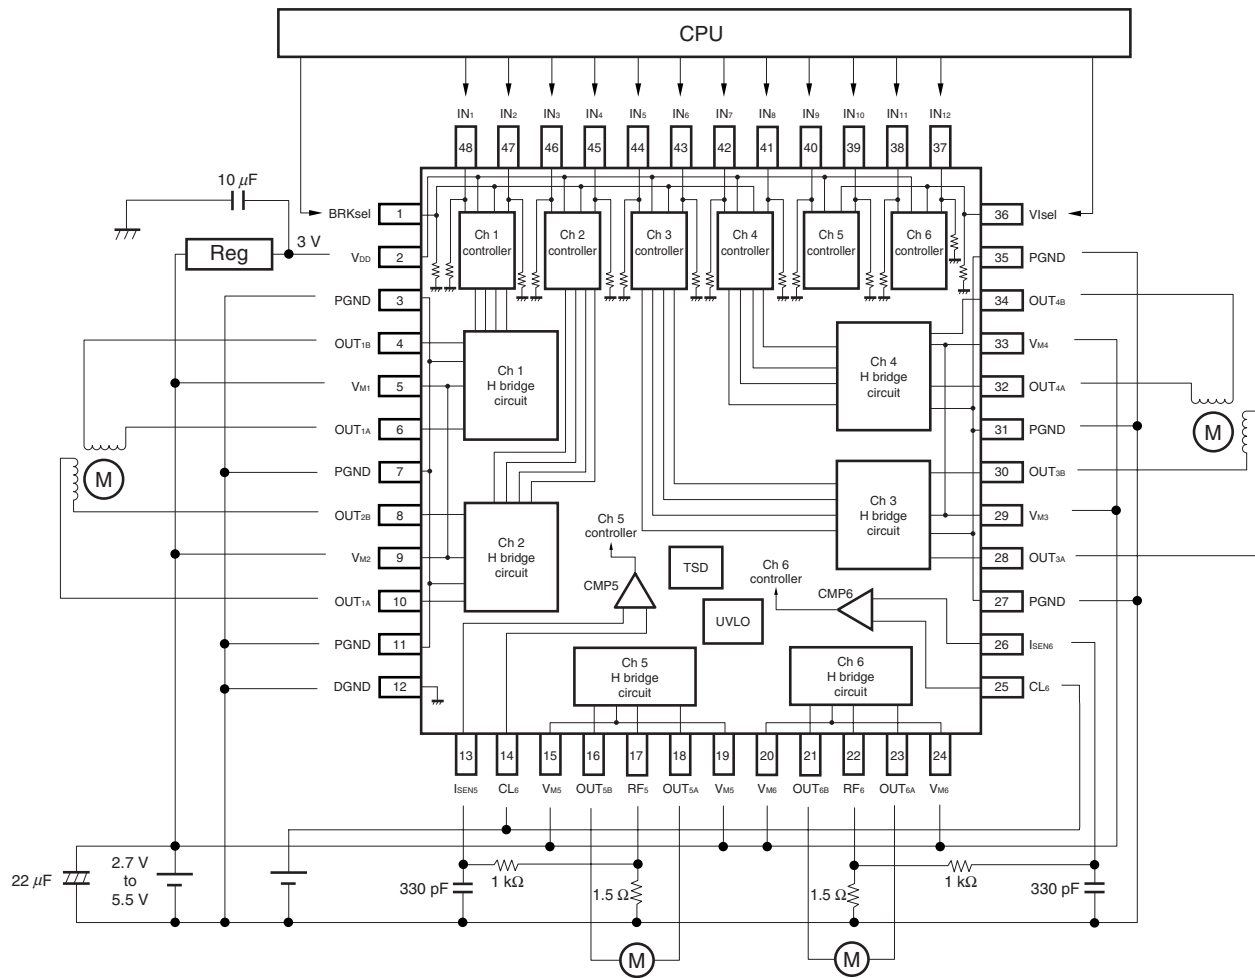 CPU
IN1 IN2 IN3 IN4 IN5 IN6 IN7 IN8 IN9 IN10 IN11 IN12
48 47 46 45 44 43 42 41 40 39 38 37
10 μF
BRKsel 1
36 VIsel
Ch 1 controller
Ch 2 controller
Ch 3 controller
Ch 4 controller
Ch 5 controller
Ch 6 controller
Reg
3 V
VDD 2
35 PGND
PGND 3
34 OUT4B
OUT1B 4
33 VM4
Ch 1
H bridge
circuit
Ch 4
H bridge
circuit
VM1 5
32 OUT4A
OUT1A 6
31 PGND
M
M
PGND 7
30 OUT3B
OUT2B 8
29 VM3
Ch 2
H bridge
circuit
Ch 3
H bridge
circuit
Ch 5
controller
VM2 9
28 OUT3A
TSD
CMP5
Ch 6
controller
CMP6
OUT1A 10
27 PGND
UVLO
PGND 11
26 ISEN6
Ch 5
H bridge
circuit
Ch 6
H bridge
circuit
DGND 12
25 CL6
13 14 15 16 17 18 19 20 21 22 23 24
ISEN5 CL6 VM5 OUT5B RF5 OUT5A VM5 VM6 OUT6B RF6 OUT6A VM6
22 μF
2.7 V
to
5.5 V
330 pF
1 kΩ
1.5 Ω
1.5 Ω
1 kΩ
330 pF
M
M